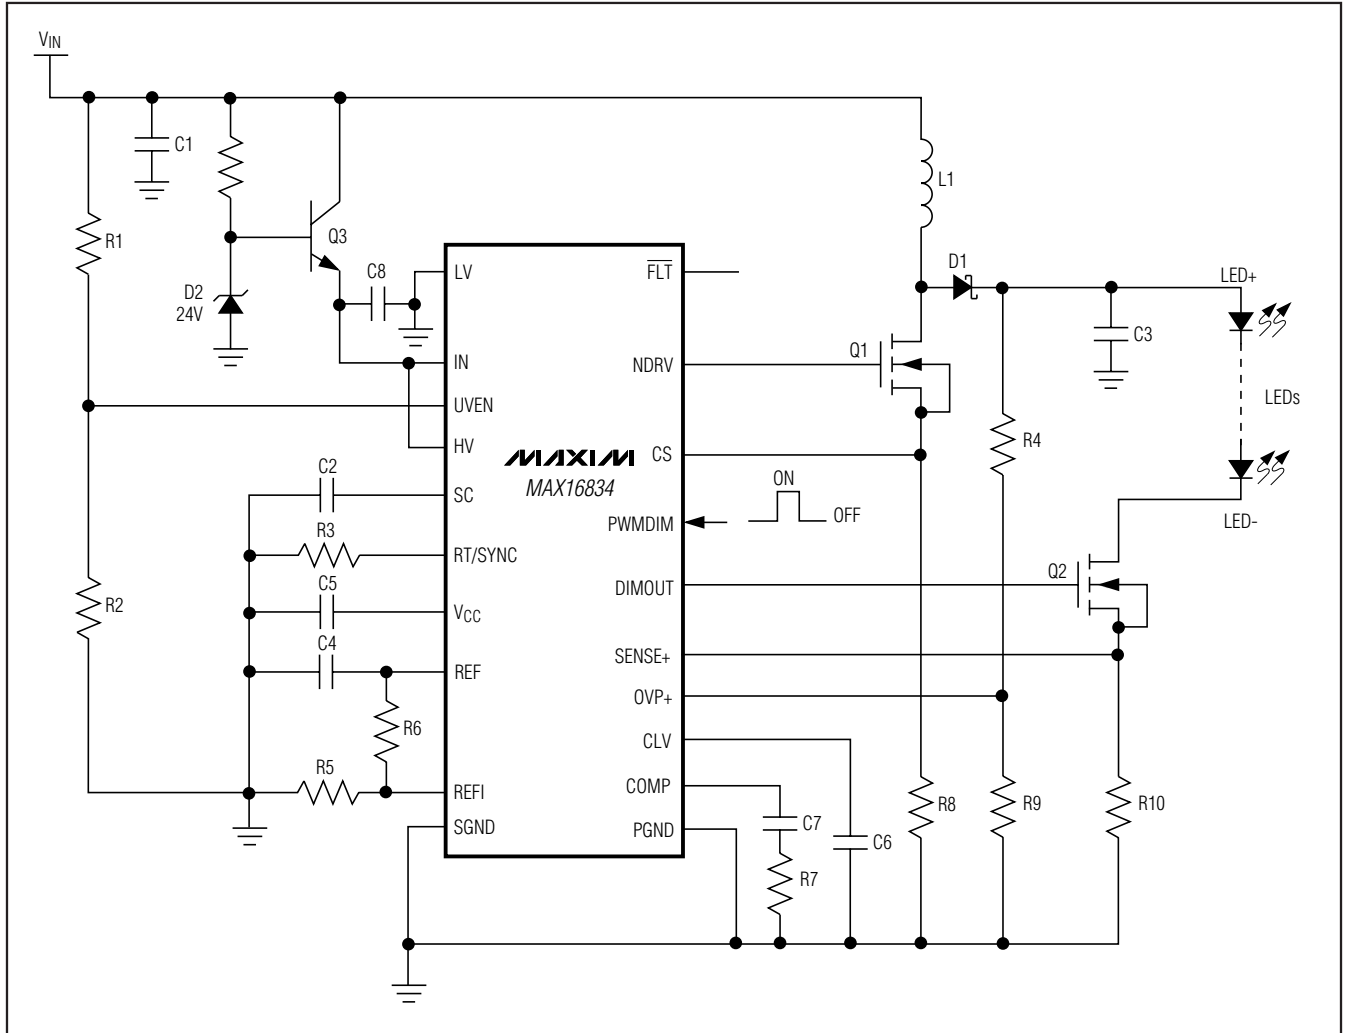 VIN
C1
R1
Q3
C8
D2
24V
R2
C2
R3
C5
C4
R6
R5
LV
IN
UVEN
HV
SC
RT/SYNC
VCC
REF
REFI
SGND
MAXIM
MAX16834
FLT
NDRV
CS
PWMDIM
DIMOUT
SENSE+
OVP+
CLV
COMP
PGND
ON
OFF
L1
D1
Q1
R4
C3
LED+
LEDs
LED-
Q2
C7
R7
C6
R8
R9
R10